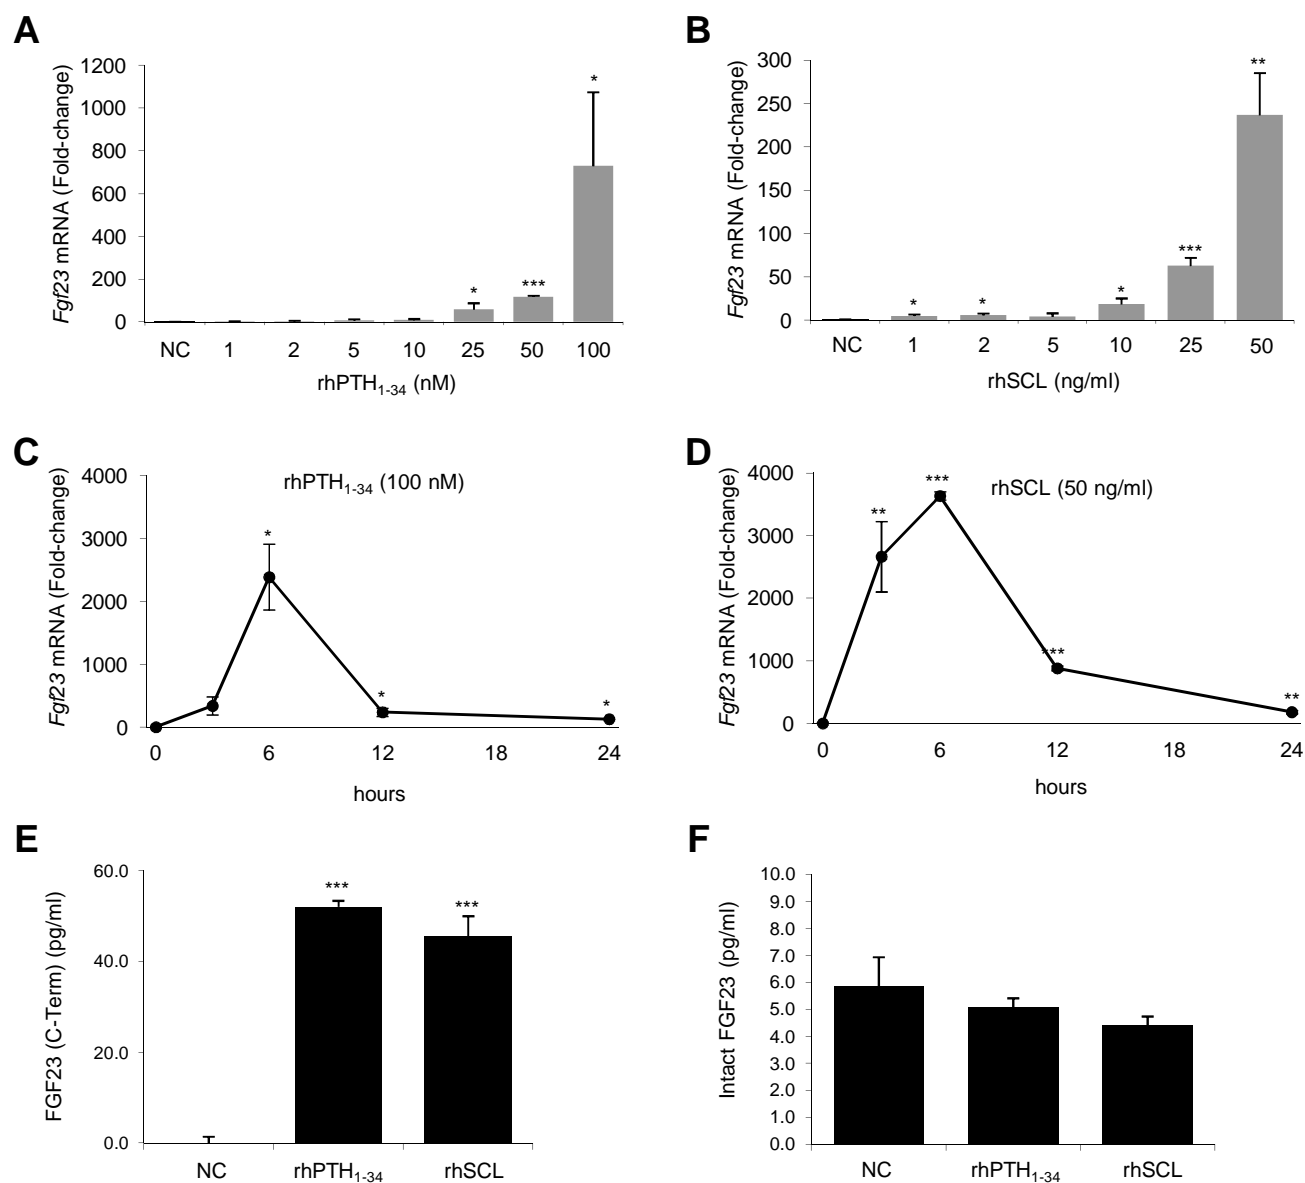 A
Fgf23 mRNA (Fold-change)
1200
1000
800
600
400
200
0
*
***
*
NC 1 2 5 10 25 50 100
rhPTH1-34 (nM)
B
Fgf23 mRNA (Fold-change)
300
250
200
150
100
50
0
*
*
*
***
**
NC 1 2 5 10 25 50
rhSCL (ng/ml)
C
Fgf23 mRNA (Fold-change)
4000
3000
2000
1000
0
rhPTH1-34 (100 nM)
*
*
*
0 6 12 18 24
hours
D
Fgf23 mRNA (Fold-change)
4000
3000
2000
1000
0
rhSCL (50 ng/ml)
**
***
***
**
0 6 12 18 24
hours
E
FGF23 (C-Term) (pg/ml)
60.0
40.0
20.0
0.0
***
***
NC rhPTH1-34 rhSCL
F
Intact FGF23 (pg/ml)
10.0
9.0
8.0
7.0
6.0
5.0
4.0
3.0
2.0
1.0
0.0
NC rhPTH1-34 rhSCL